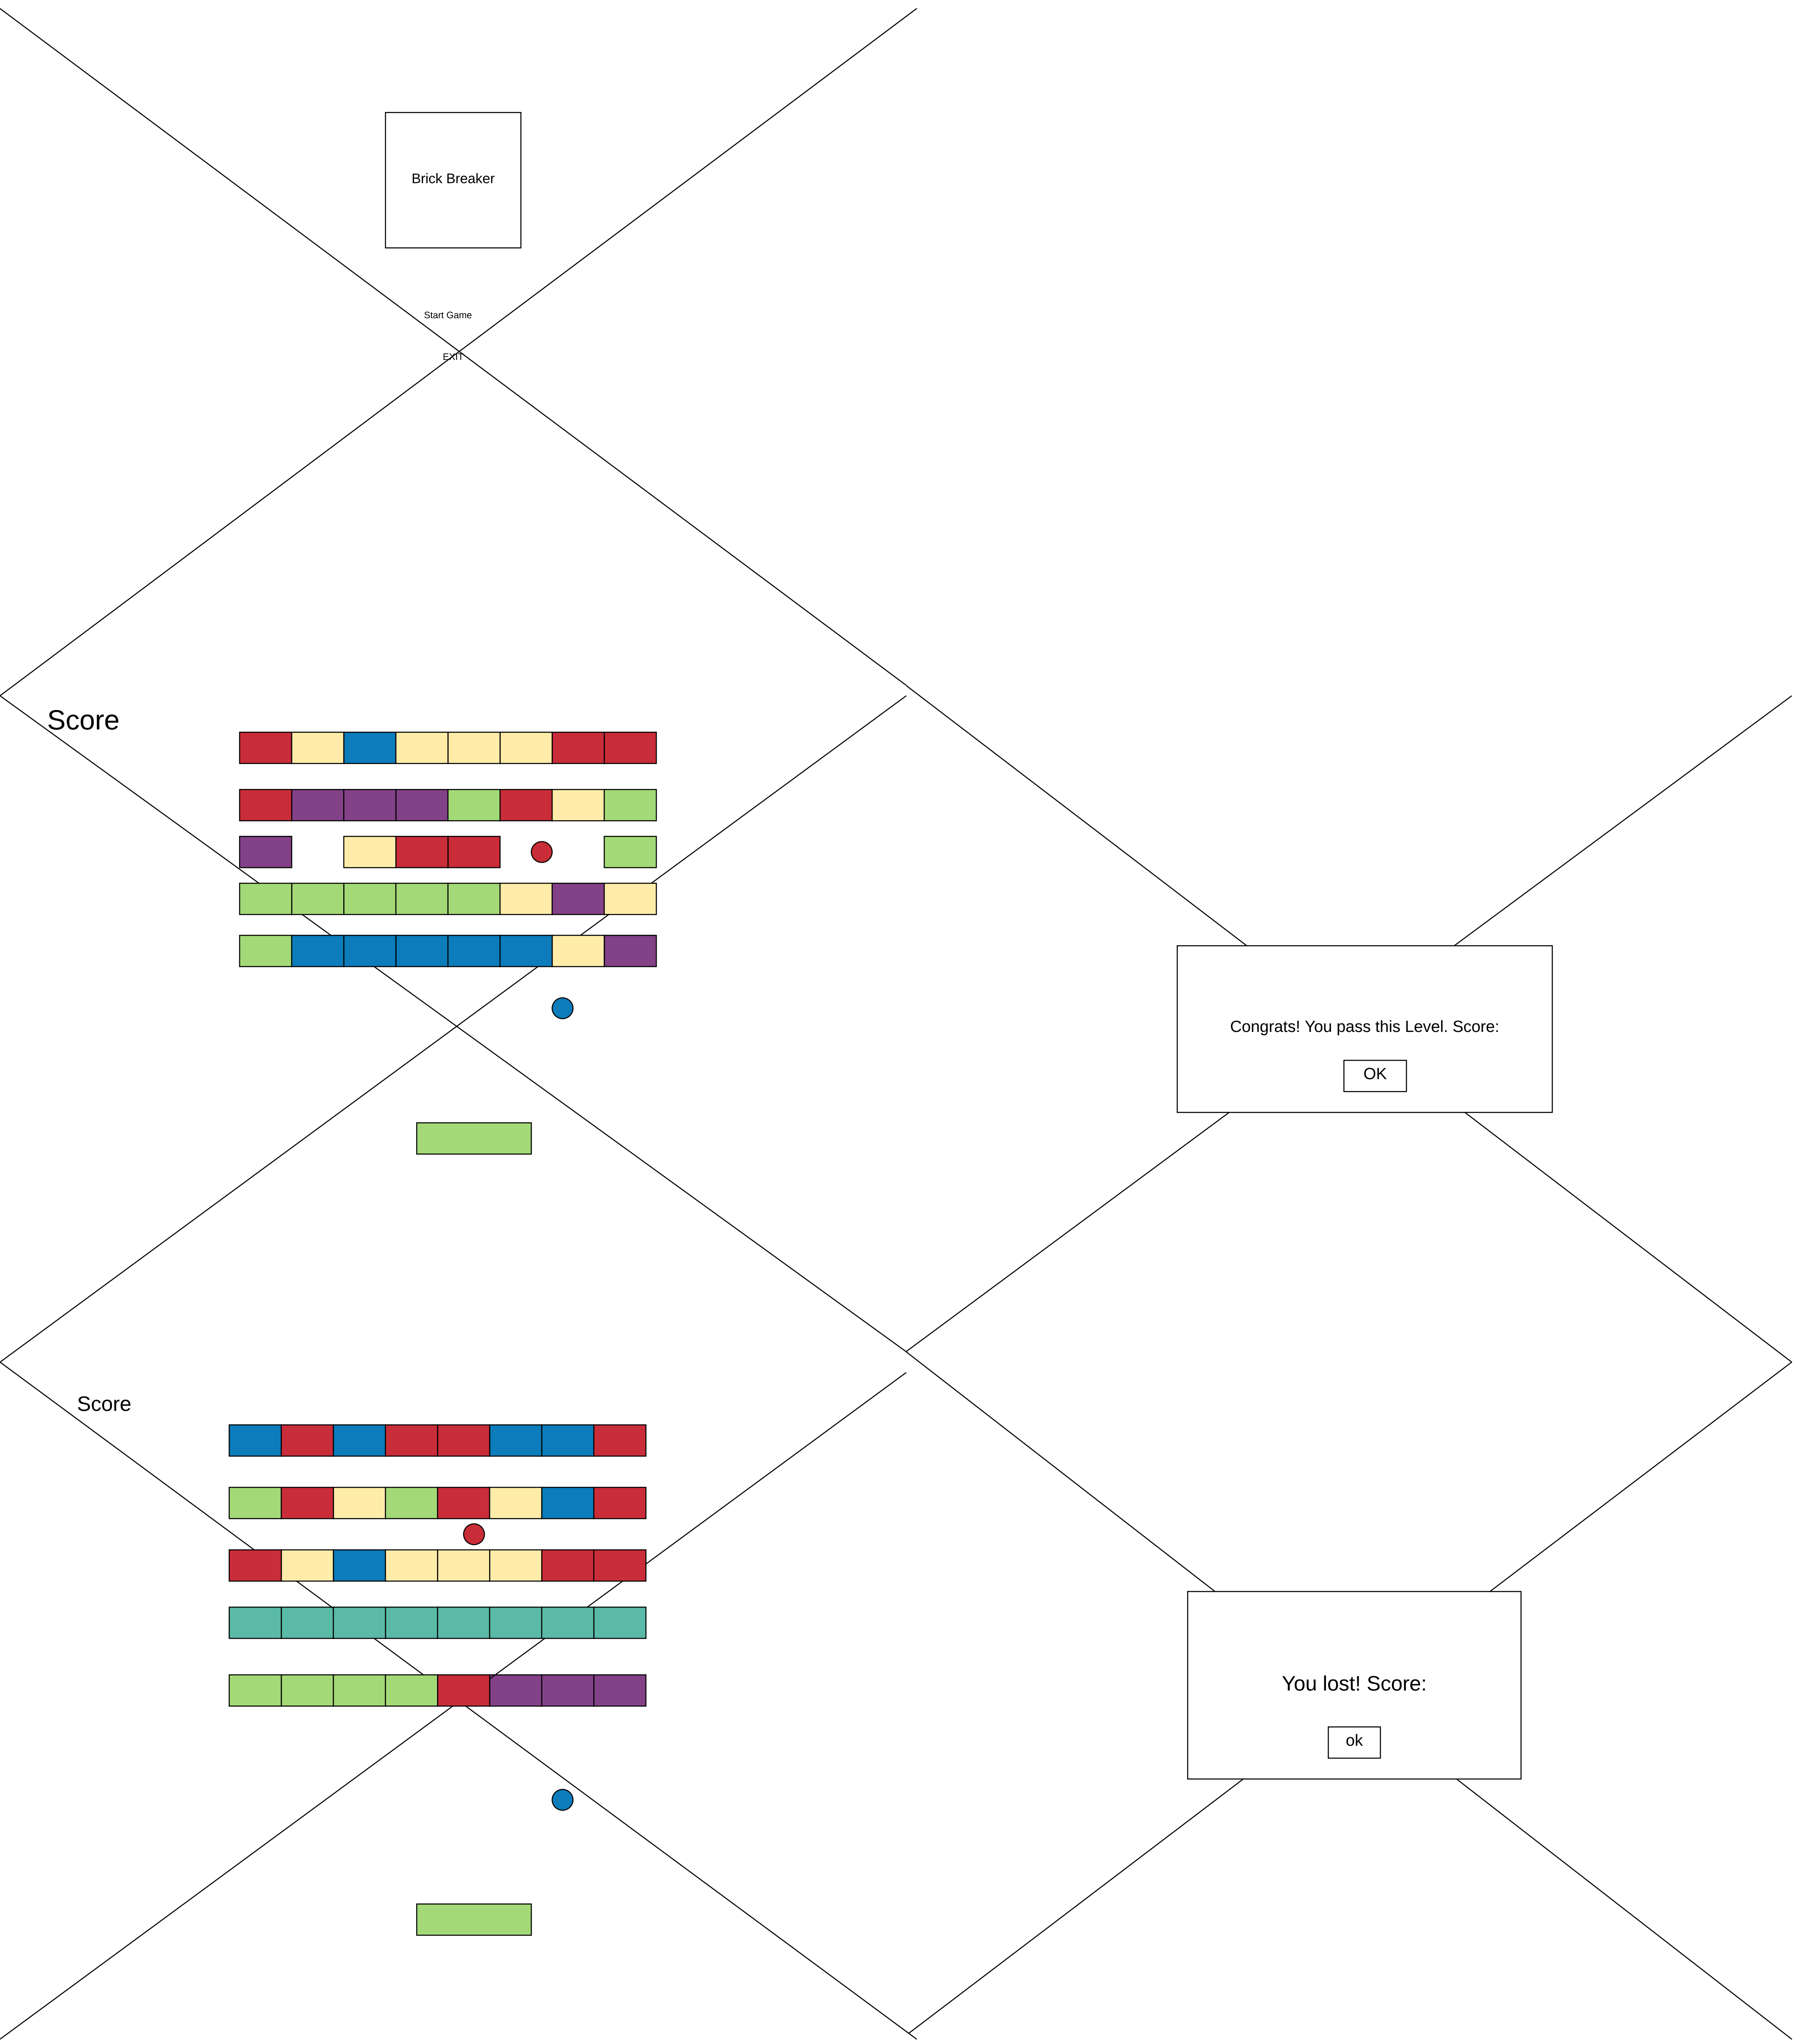 Brick Breaker
Start Game
EXIT
Score
Congrats! You pass this Level. Score:
OK
Score
You lost! Score:
ok